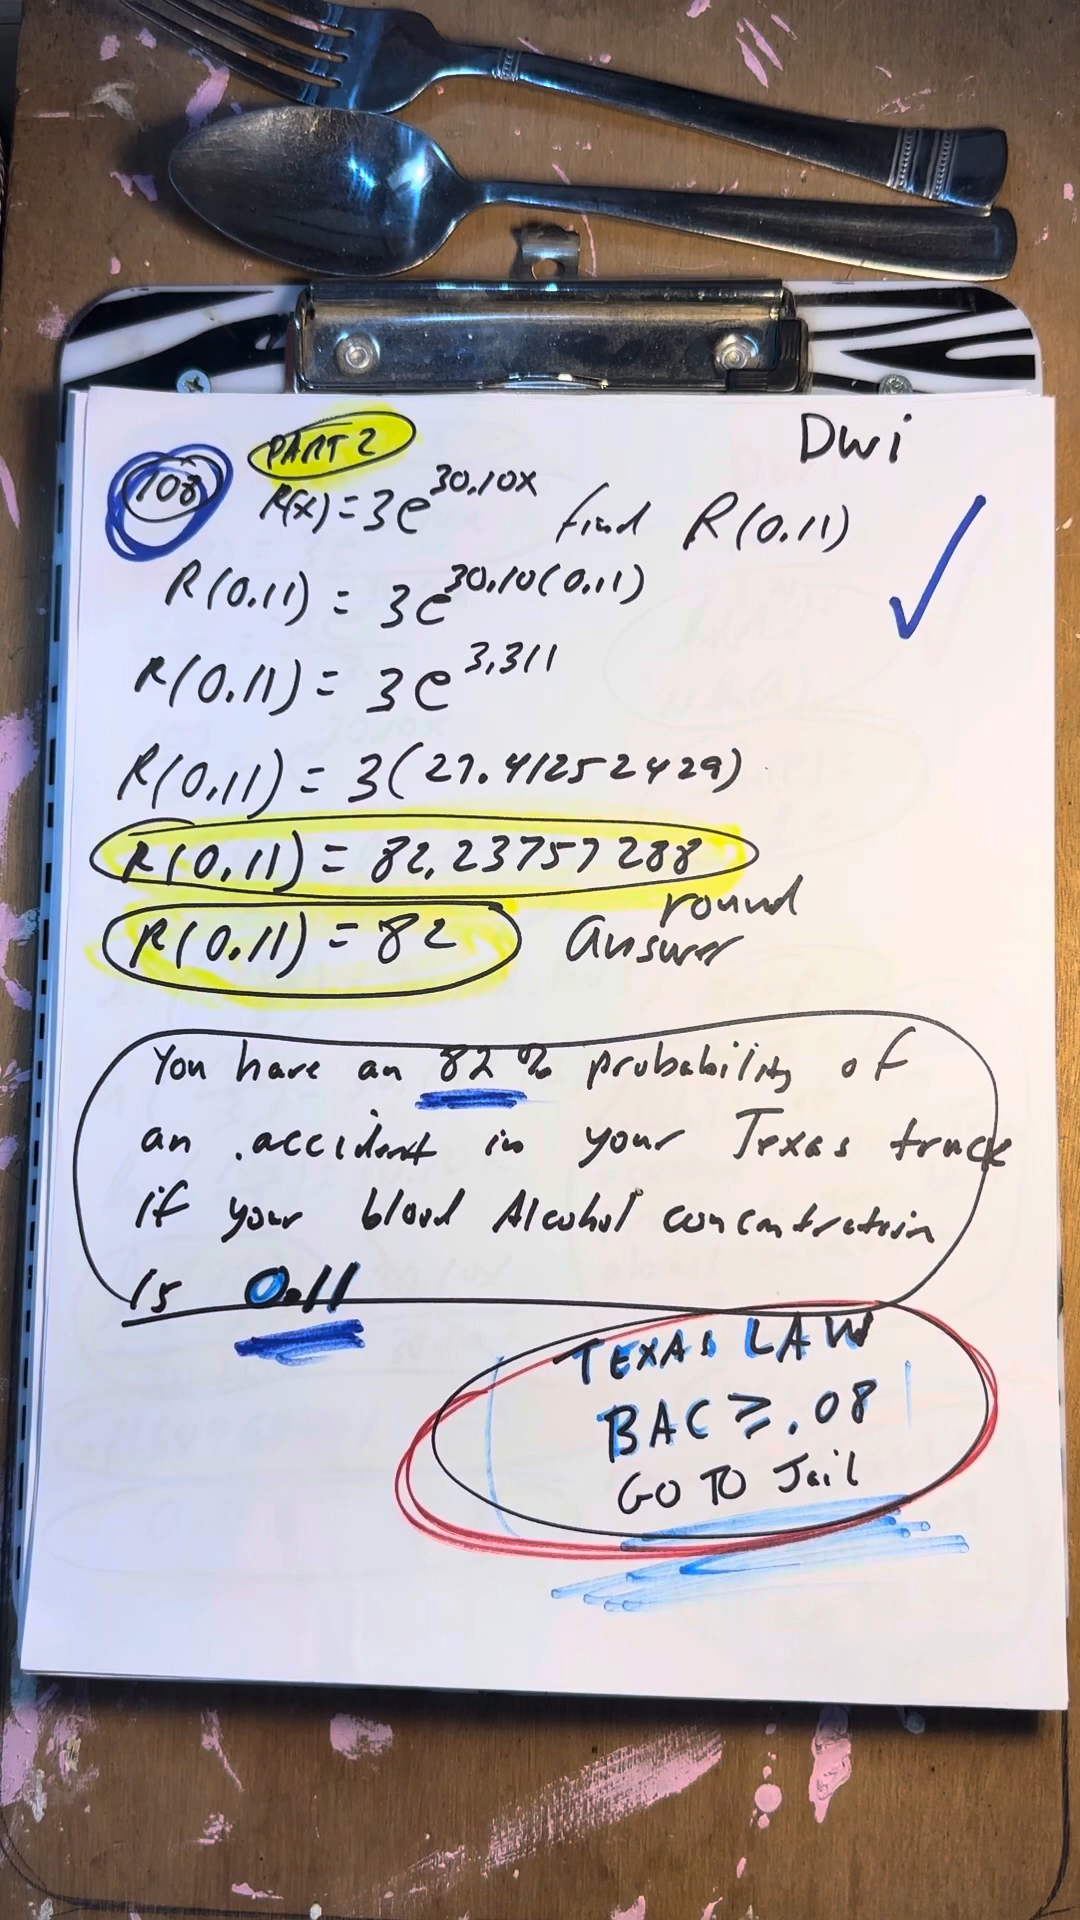 PART 2
Dwi
108
R(x) = 3e^30.10x find R(0.11)
R(0.11) = 3e^30.10(0.11)
R(0.11) = 3e^3.311
R(0.11) = 3(27.41252429)
R(0.11) = 82.23757288
R(0.11) = 82 round
Answer
You have an 82% probability of
an accident in your Texas truck
if your blood Alcohol concentration
is 0.11
TEXAS LAW
BAC ≥ .08
GO TO Jail